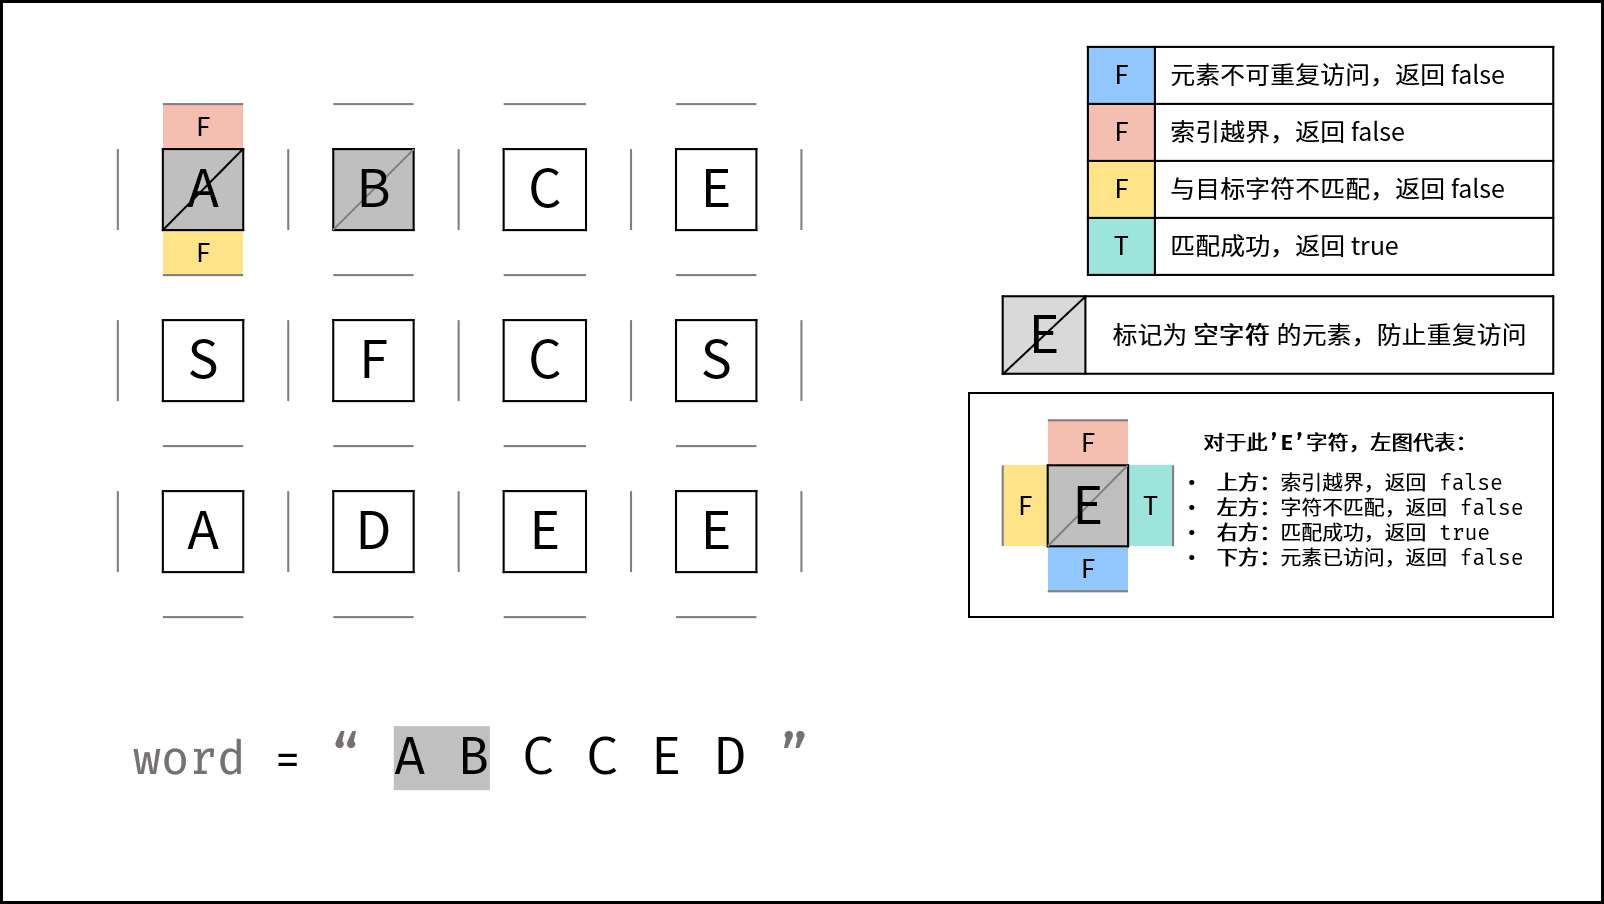 F
A B C E
F
S F C S
A D E E
word = “ A B C C E D ”
F 元素不可重复访问，返回 false
F 索引越界，返回 false
F 与目标字符不匹配，返回 false
T 匹配成功，返回 true
E 标记为 空字符 的元素，防止重复访问
F
F E T
F
对于此’E’字符，左图代表：
• 上方：索引越界，返回 false
• 左方：字符不匹配，返回 false
• 右方：匹配成功，返回 true
• 下方：元素已访问，返回 false